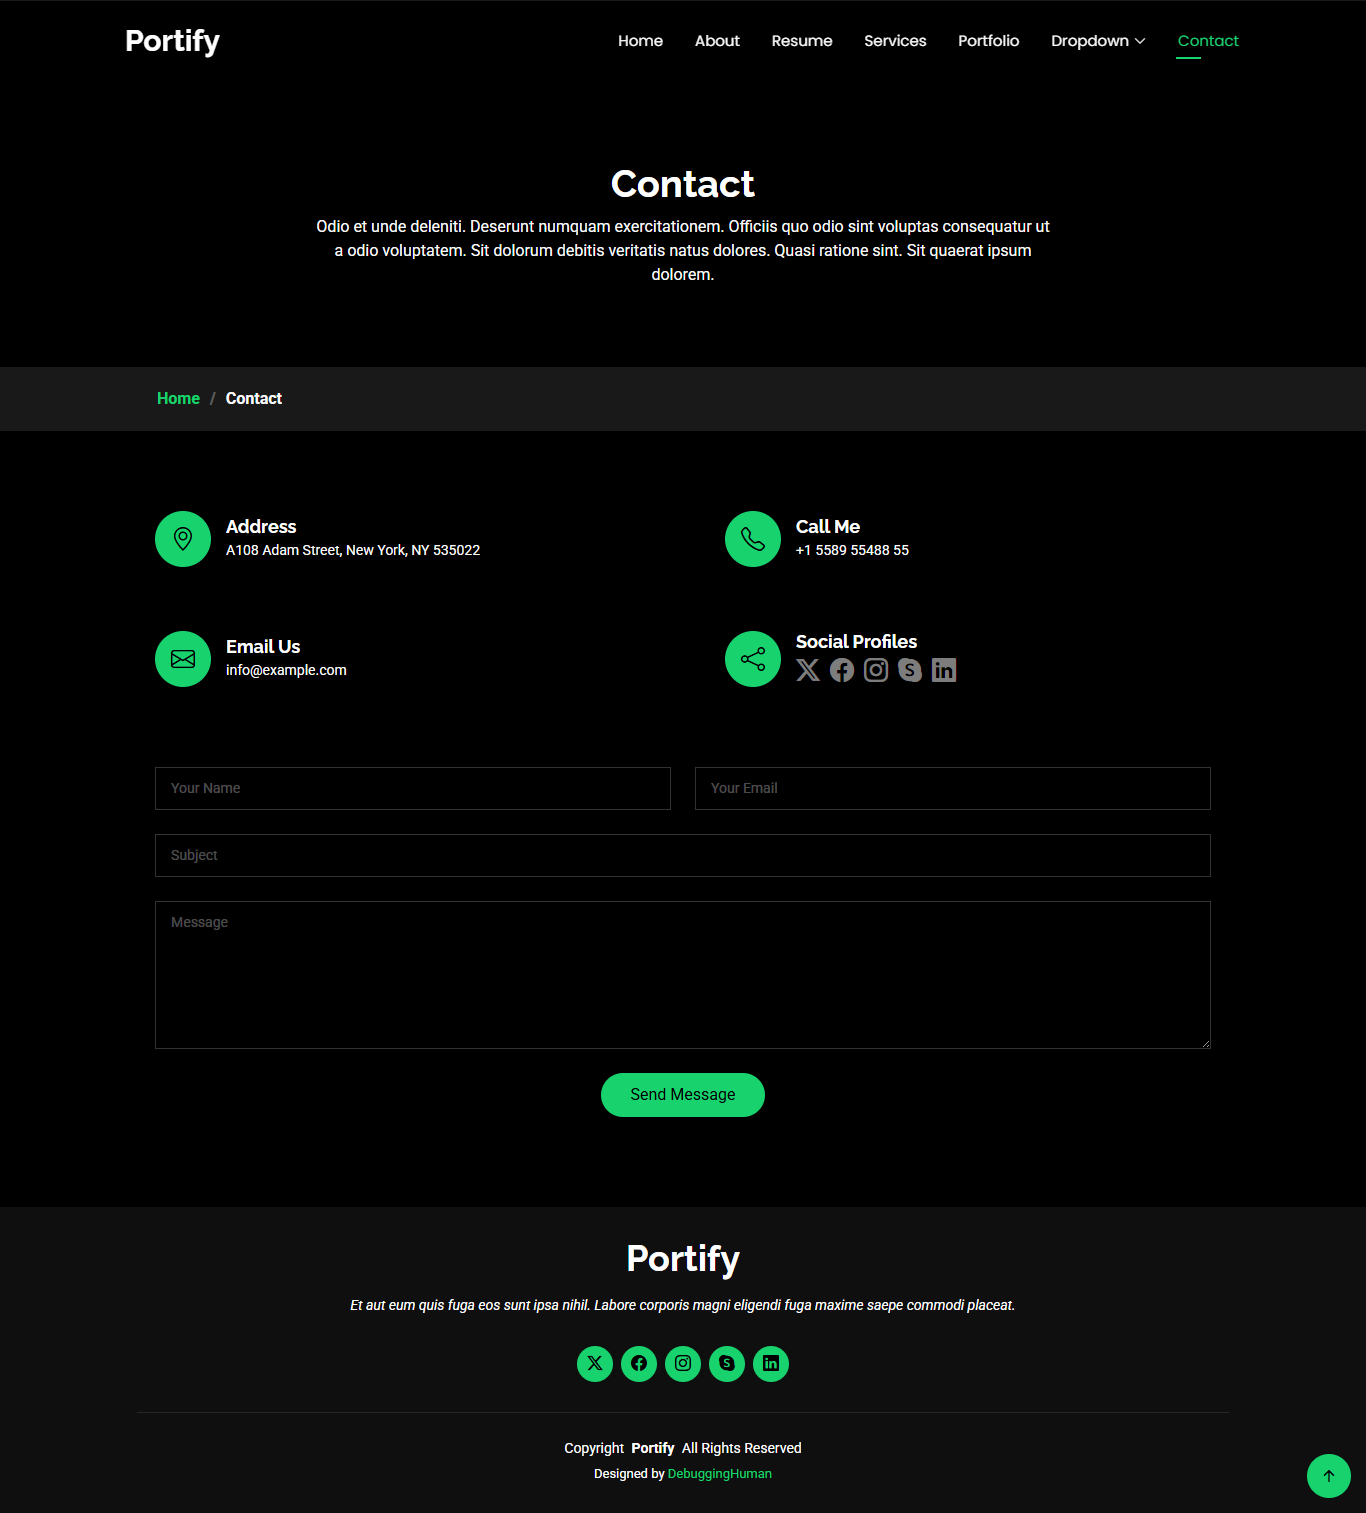 Portify
Home About Resume Services Portfolio Dropdown Contact
Contact
Odio et unde deleniti. Deserunt numquam exercitationem. Officiis quo odio sint voluptas consequatur ut
a odio voluptatem. Sit dolorum debitis veritatis natus dolores. Quasi ratione sint. Sit quaerat ipsum
dolorem.
Home / Contact
Address
A108 Adam Street, New York, NY 535022
Call Me
+1 5589 55488 55
Email Us
info@example.com
Social Profiles
Your Name
Your Email
Subject
Message
Send Message
Portify
Et aut eum quis fuga eos sunt ipsa nihil. Labore corporis magni eligendi fuga maxime saepe commodi placeat.
Copyright Portify All Rights Reserved
Designed by DebuggingHuman